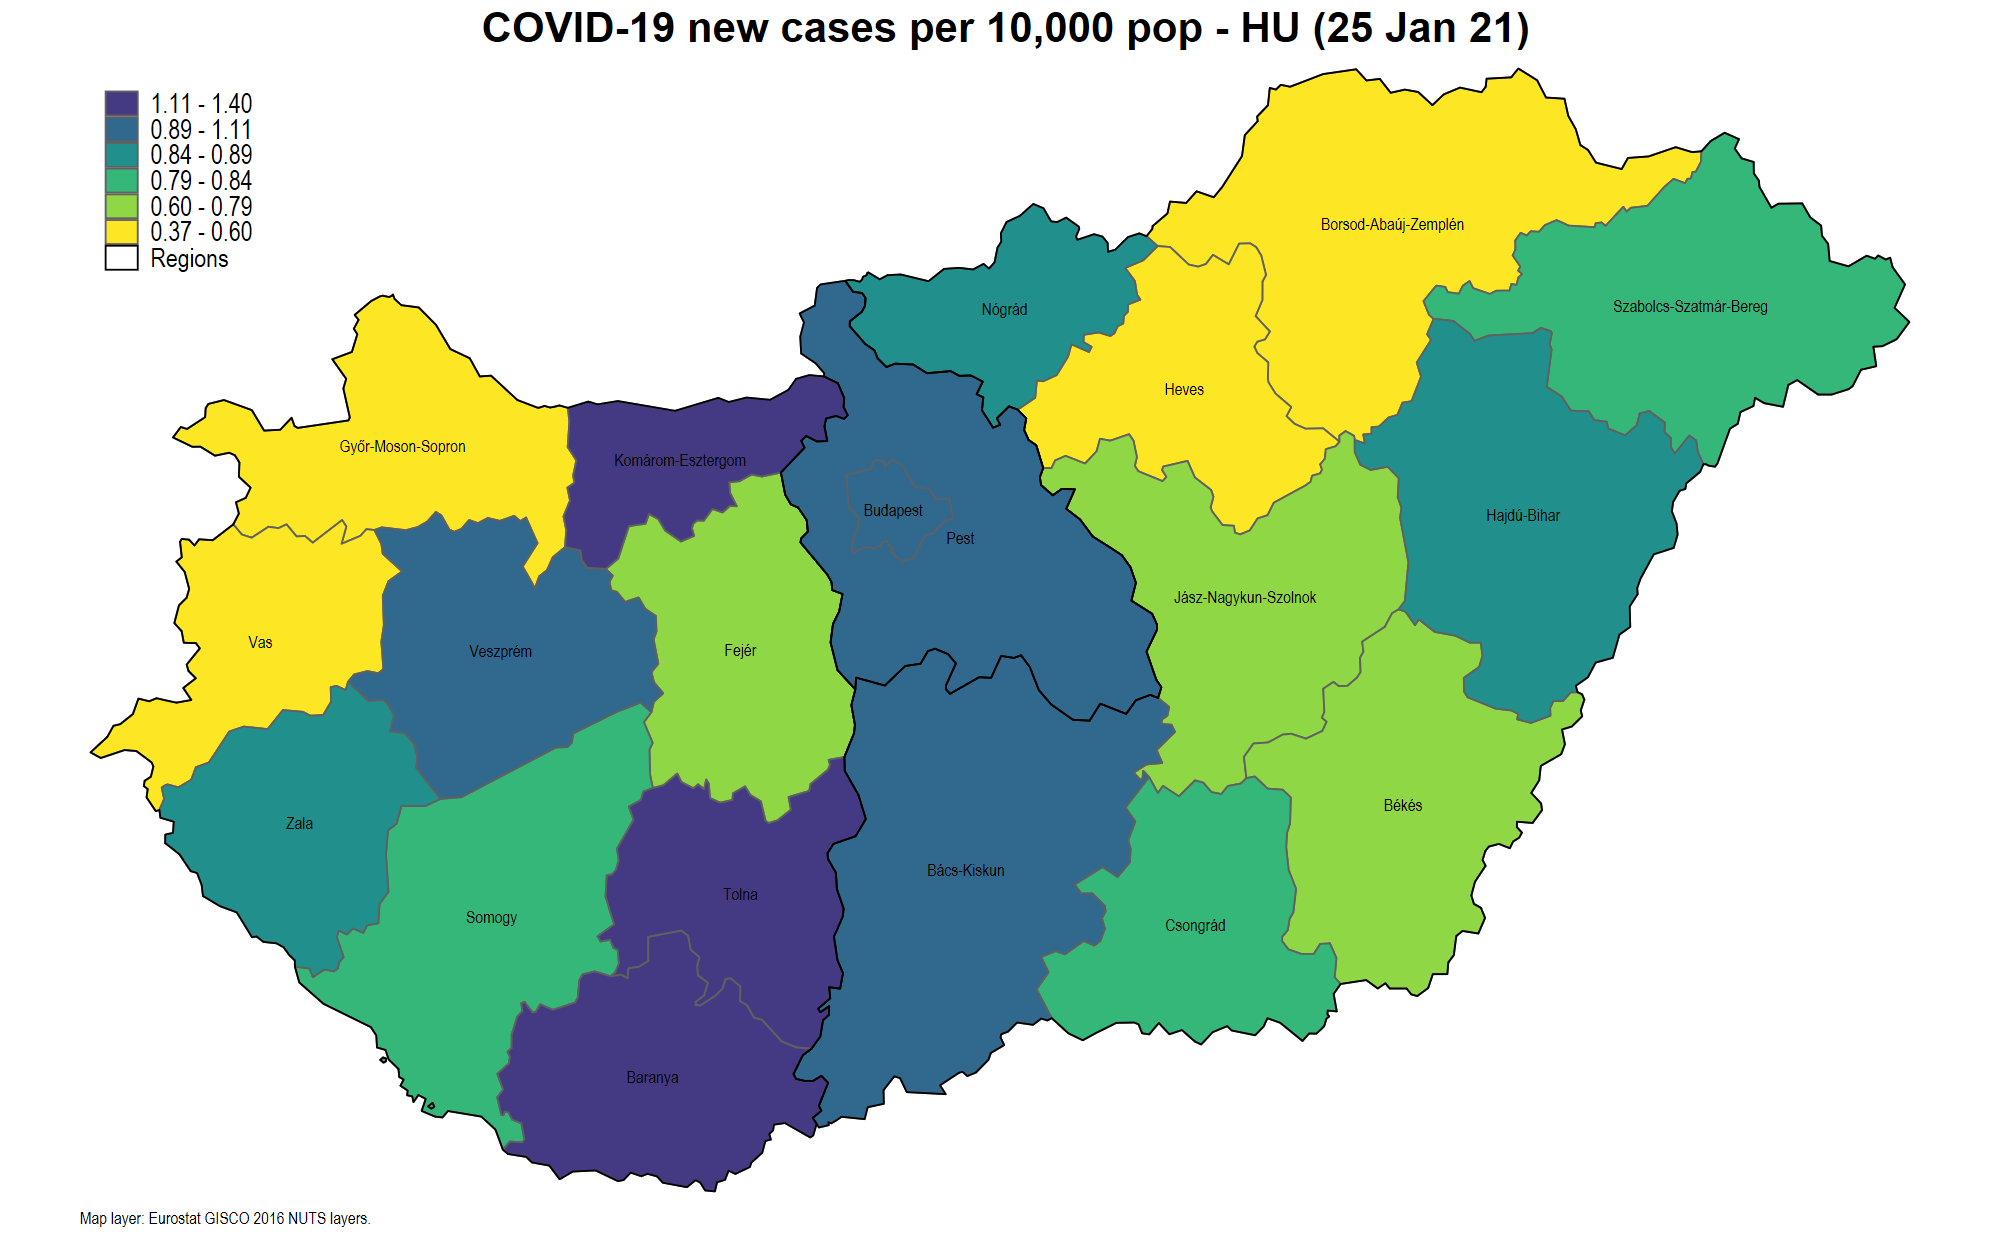 COVID-19 new cases per 10,000 pop - HU (25 Jan 21)
1.11 - 1.40
0.89 - 1.11
0.84 - 0.89
0.79 - 0.84
0.60 - 0.79
0.37 - 0.60
Regions
Borsod-Abaúj-Zemplén
Szabolcs-Szatmár-Bereg
Nógrád
Heves
Győr-Moson-Sopron
Komárom-Esztergom
Budapest
Hajdú-Bihar
Pest
Jász-Nagykun-Szolnok
Vas
Veszprém
Fejér
Békés
Zala
Bács-Kiskun
Tolna
Somogy
Csongrád
Baranya
Map layer: Eurostat GISCO 2016 NUTS layers.